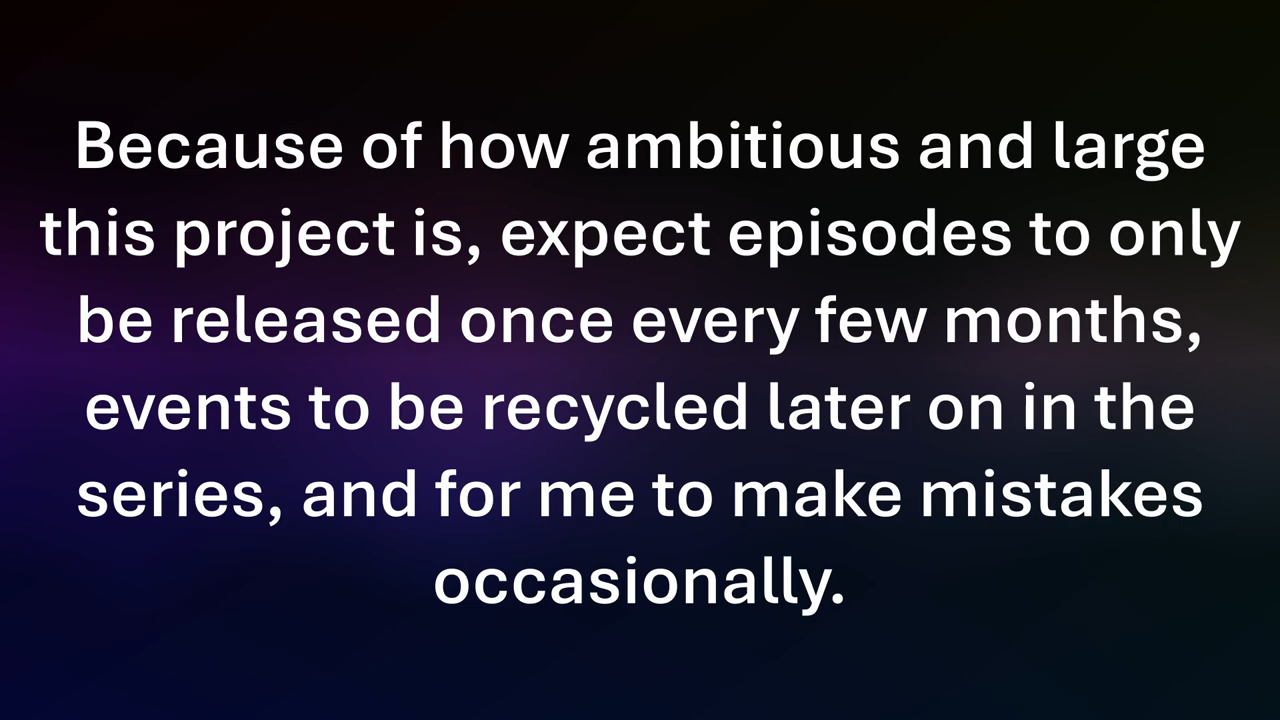 Because of how ambitious and large
this project is, expect episodes to only
be released once every few months,
events to be recycled later on in the
series, and for me to make mistakes
occasionally.